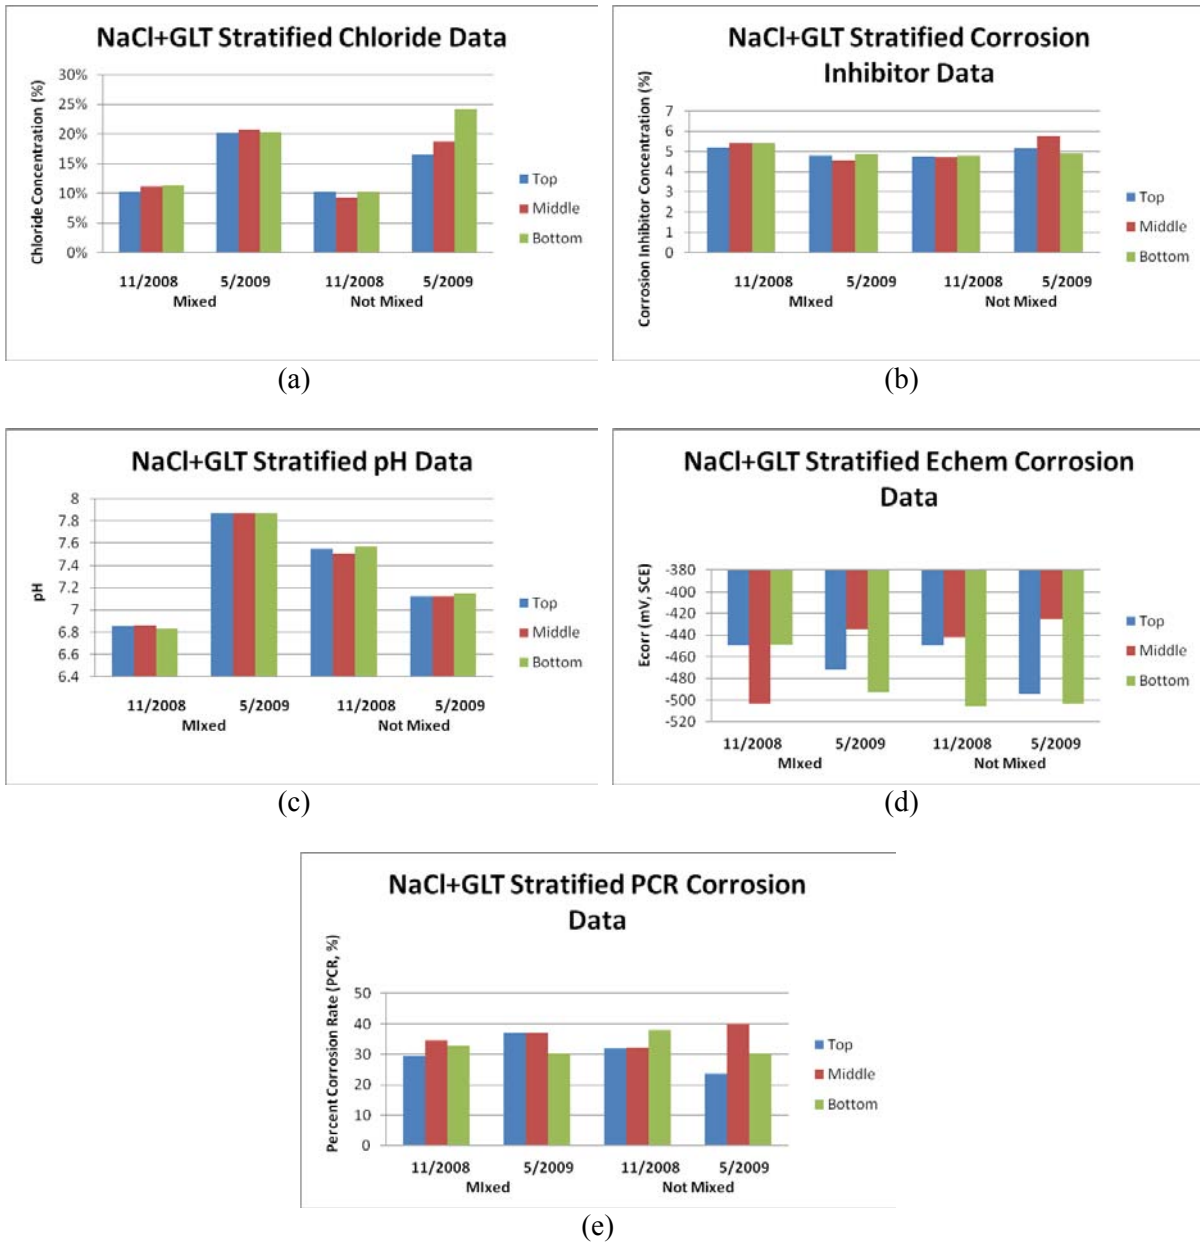 NaCl+GLT Stratified Chloride Data
Chloride Concentration (%)
30%
25%
20%
15%
10%
5%
0%
11/2008 5/2009 11/2008 5/2009
Mixed Not Mixed
Top
Middle
Bottom
(a)
NaCl+GLT Stratified Corrosion
Inhibitor Data
Corrosion Inhibitor Concentration (%)
7
6
5
4
3
2
1
0
11/2008 5/2009 11/2008 5/2009
MIxed Not Mixed
Top
Middle
Bottom
(b)
NaCl+GLT Stratified pH Data
pH
8
7.8
7.6
7.4
7.2
7
6.8
6.6
6.4
11/2008 5/2009 11/2008 5/2009
MIxed Not Mixed
Top
Middle
Bottom
(c)
NaCl+GLT Stratified Echem Corrosion
Data
Ecorr (mV, SCE)
-380
-400
-420
-440
-460
-480
-500
-520
11/2008 5/2009 11/2008 5/2009
MIxed Not Mixed
Top
Middle
Bottom
(d)
NaCl+GLT Stratified PCR Corrosion
Data
Percent Corrosion Rate (PCR, %)
50
40
30
20
10
0
11/2008 5/2009 11/2008 5/2009
MIxed Not Mixed
Top
Middle
Bottom
(e)